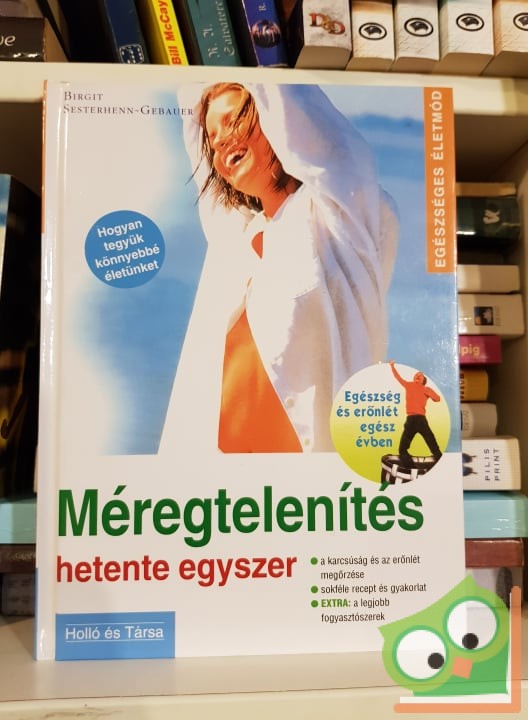 Bill McCay
BIRGIT
SESTERHENN-GEBAUER
EGÉSZSÉGES ÉLETMÓD
Hogyan
tegyük
könnyebbé
életünket
Egészség
és erőnlét
egész
évben
Méregtelenítés
hetente egyszer
a karcsúság és az erőnlét
megőrzése
sokféle recept és gyakorlat
EXTRA: a legjobb
fogyasztószerek
Holló és Társa
PILIS
PRINT